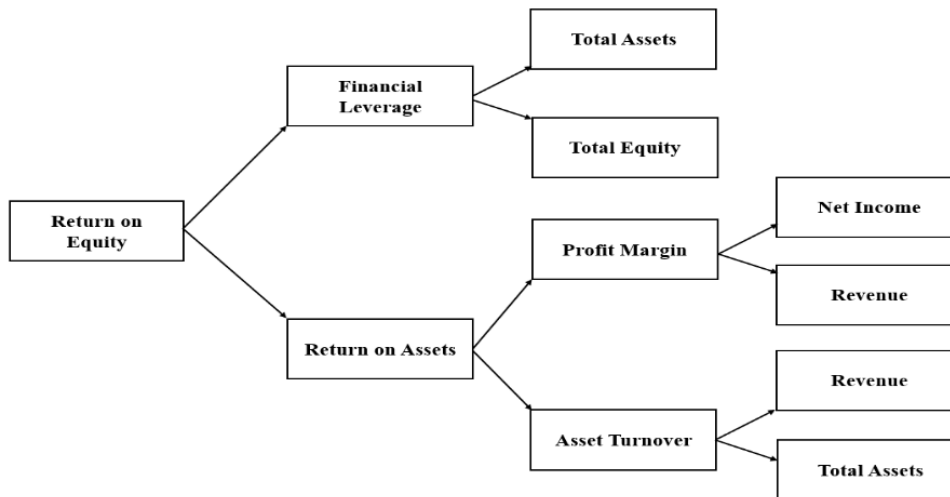 Total Assets
Financial
Leverage
Total Equity
Net Income
Return on
Equity
Profit Margin
Revenue
Return on Assets
Revenue
Asset Turnover
Total Assets